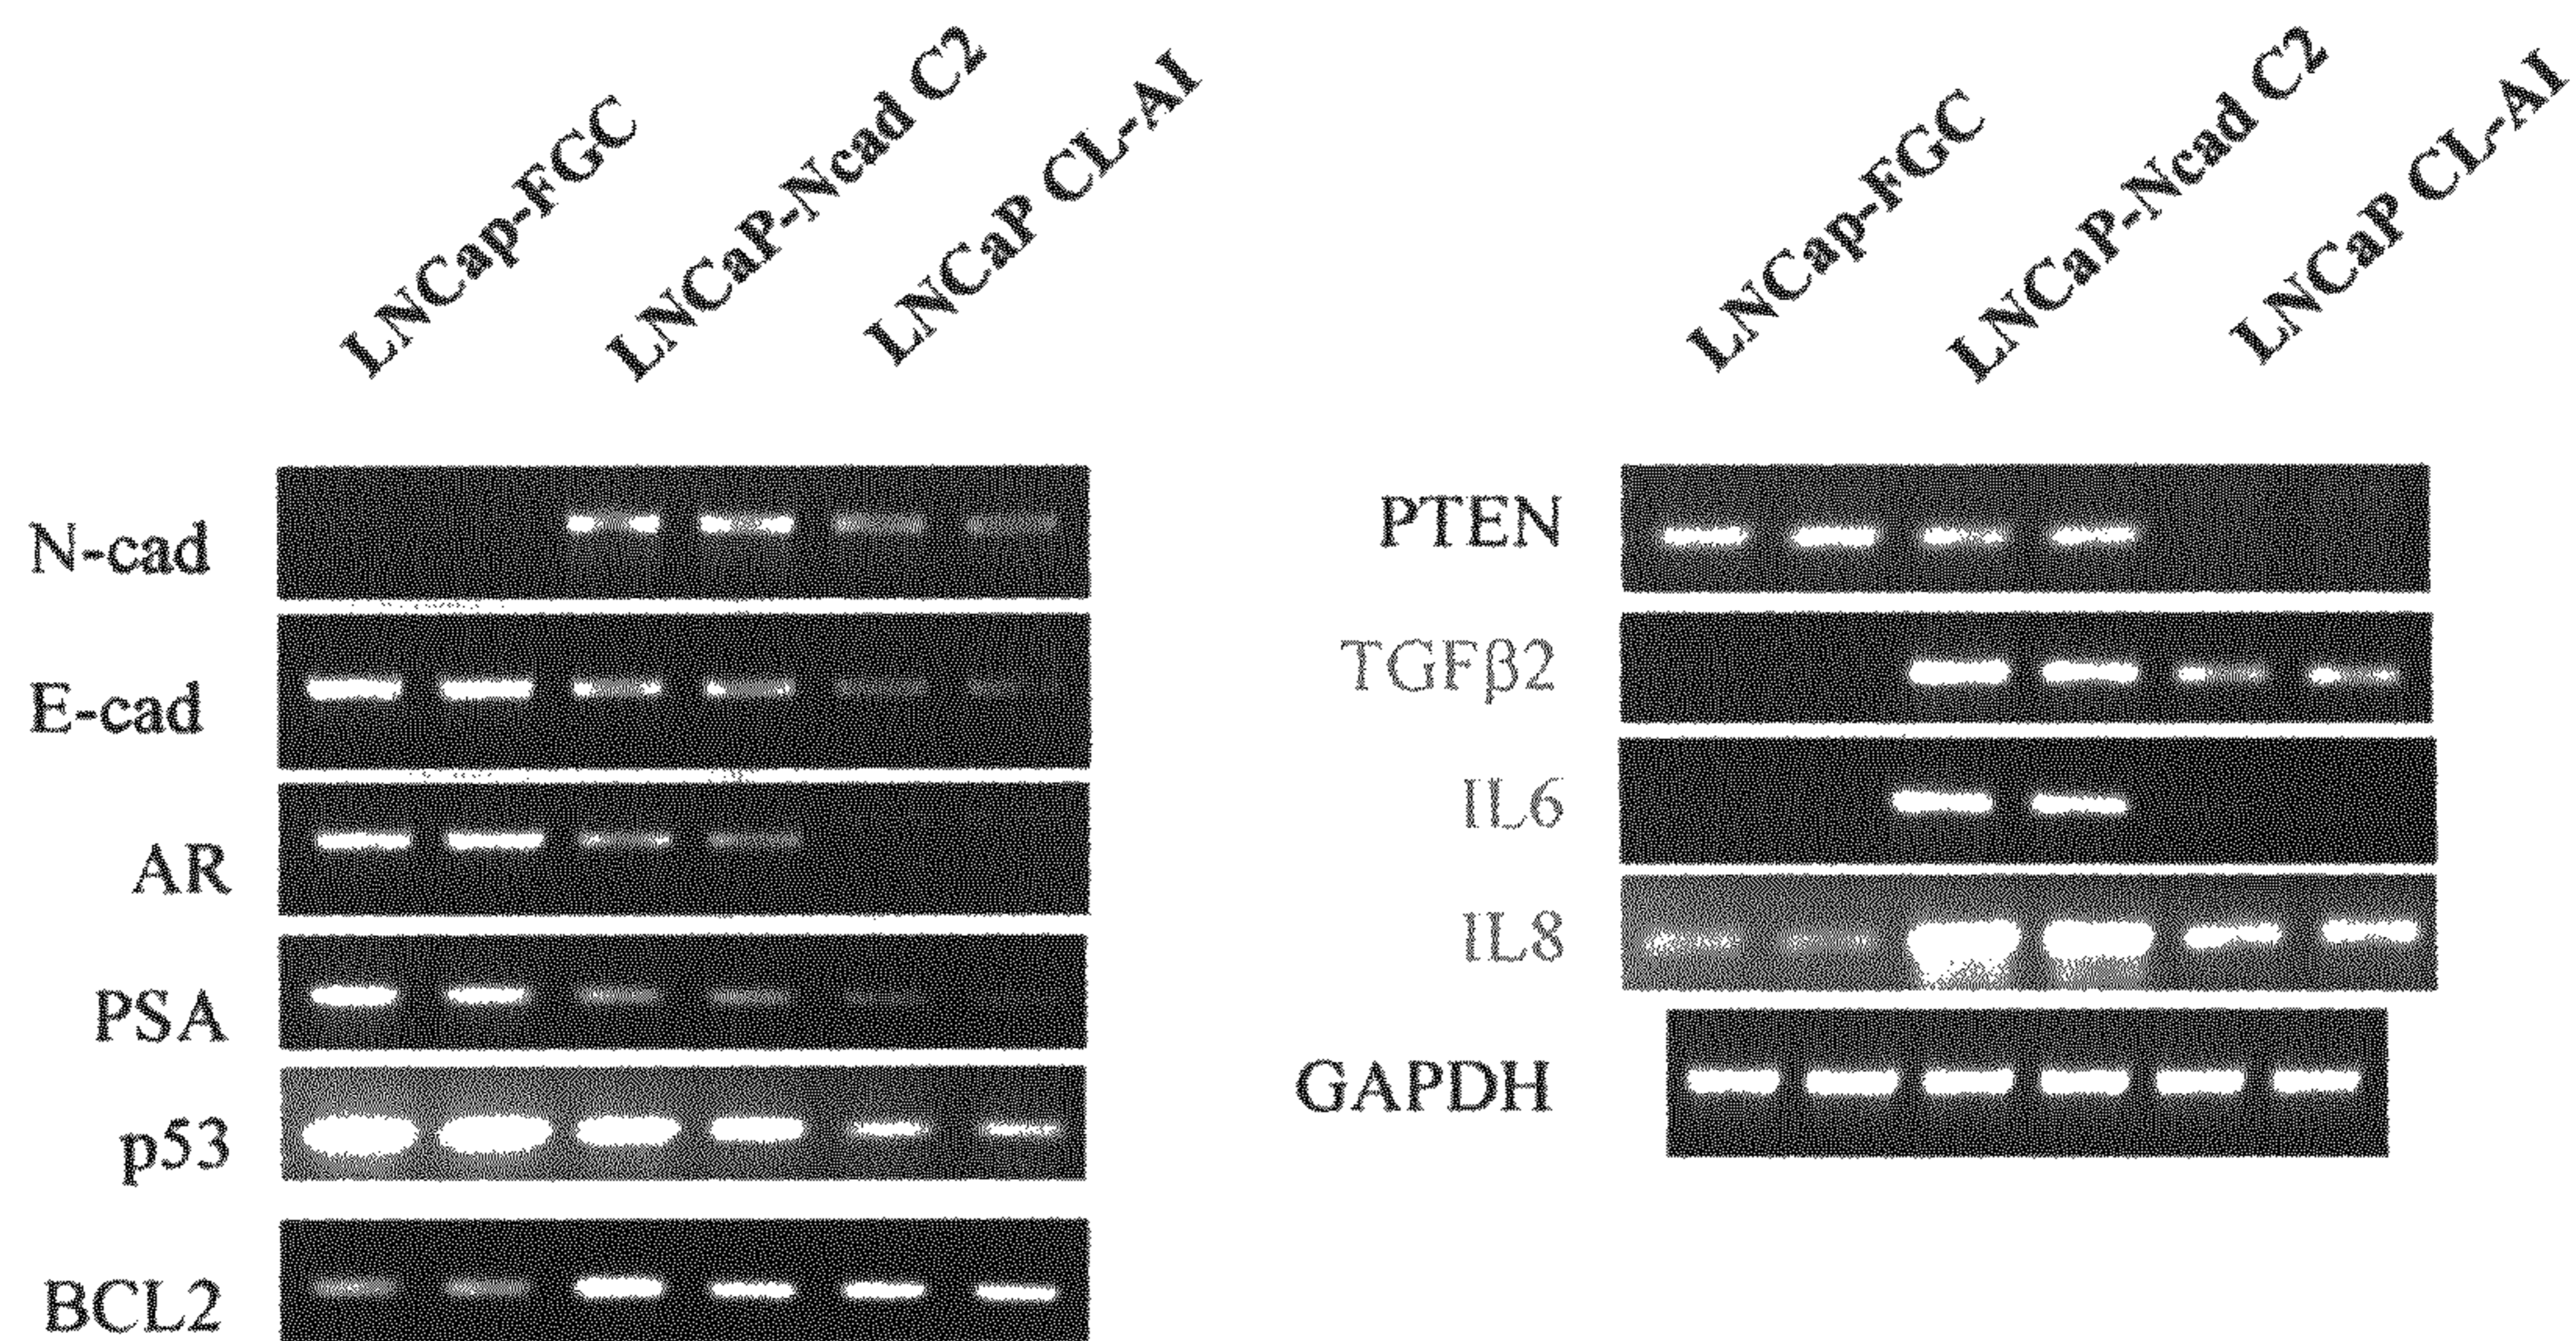 LNCap-FGC
LNCaP-Ncad C2
LNCaP CL-AI
N-cad
E-cad
AR
PSA
p53
BCL2
LNCap-FGC
LNCaP-Ncad C2
LNCaP CL-AI
PTEN
TGFβ2
IL6
IL8
GAPDH